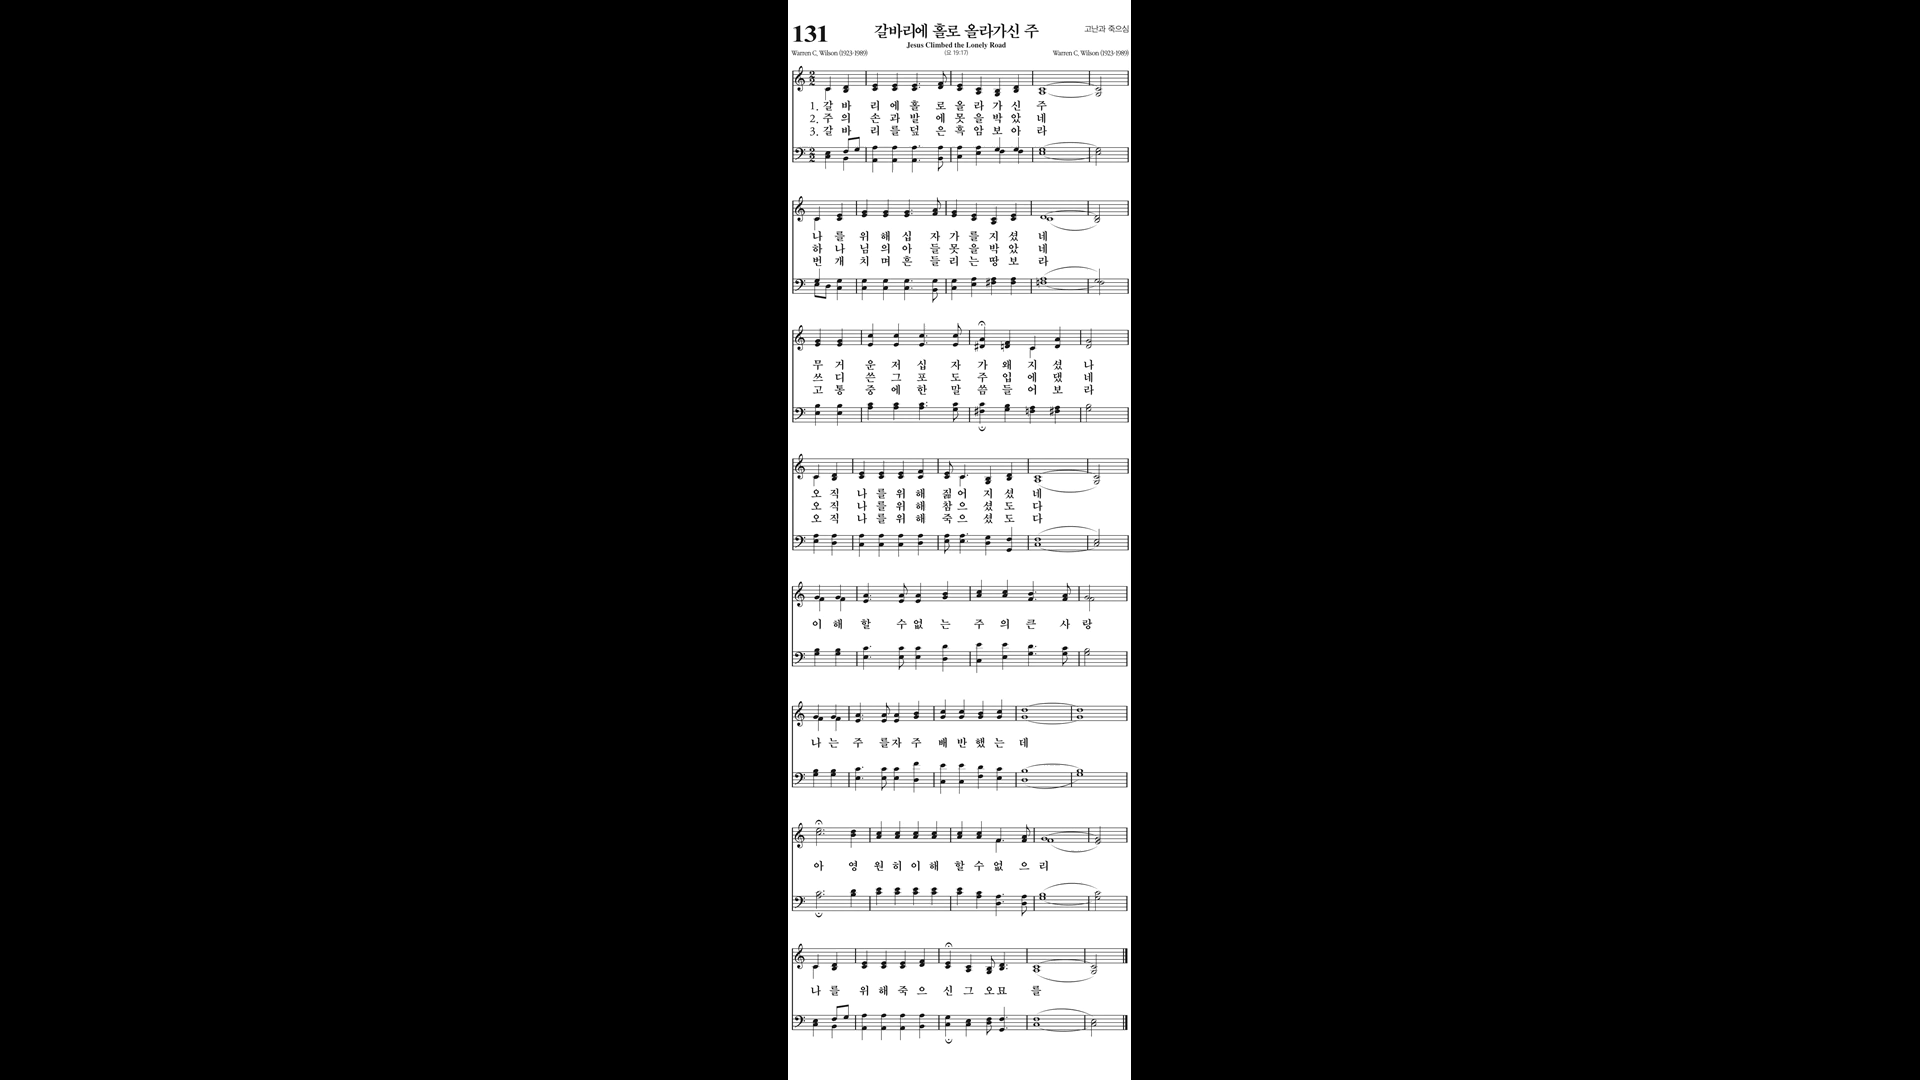 131
갈바리에 홀로 올라가신 주
고난과 죽으심
Jesus Climbed the Lonely Road
Warren C. Wilson (1923-1989)
(요 19:17)
Warren C. Wilson (1923-1989)
1. 갈 바 리 에 홀 로 올 라 가 신 주
2. 주 의 손 과 발 에 못 을 박 았 네
3. 갈 바 리 를 덮 은 흑 암 보 아 라
나 를 위 해 십 자 가 를 지 셨 네
하 나 님 의 아 들 못 을 박 았 네
번 개 치 며 흔 들 리 는 땅 보 라
무 거 운 저 십 자 가 왜 지 셨 나
쓰 디 쓴 그 포 도 주 입 에 댔 네
고 통 중 에 한 말 씀 들 어 보 라
오 직 나 를 위 해 짊 어 지 셨 네
오 직 나 를 위 해 참 으 셨 도 다
오 직 나 를 위 해 죽 으 셨 도 다
이 해 할 수 없 는 주 의 큰 사 랑
나 는 주 를 자 주 배 반 했 는 데
아 영 원 히 이 해 할 수 없 으 리
나 를 위 해 죽 으 신 그 오 묘 를